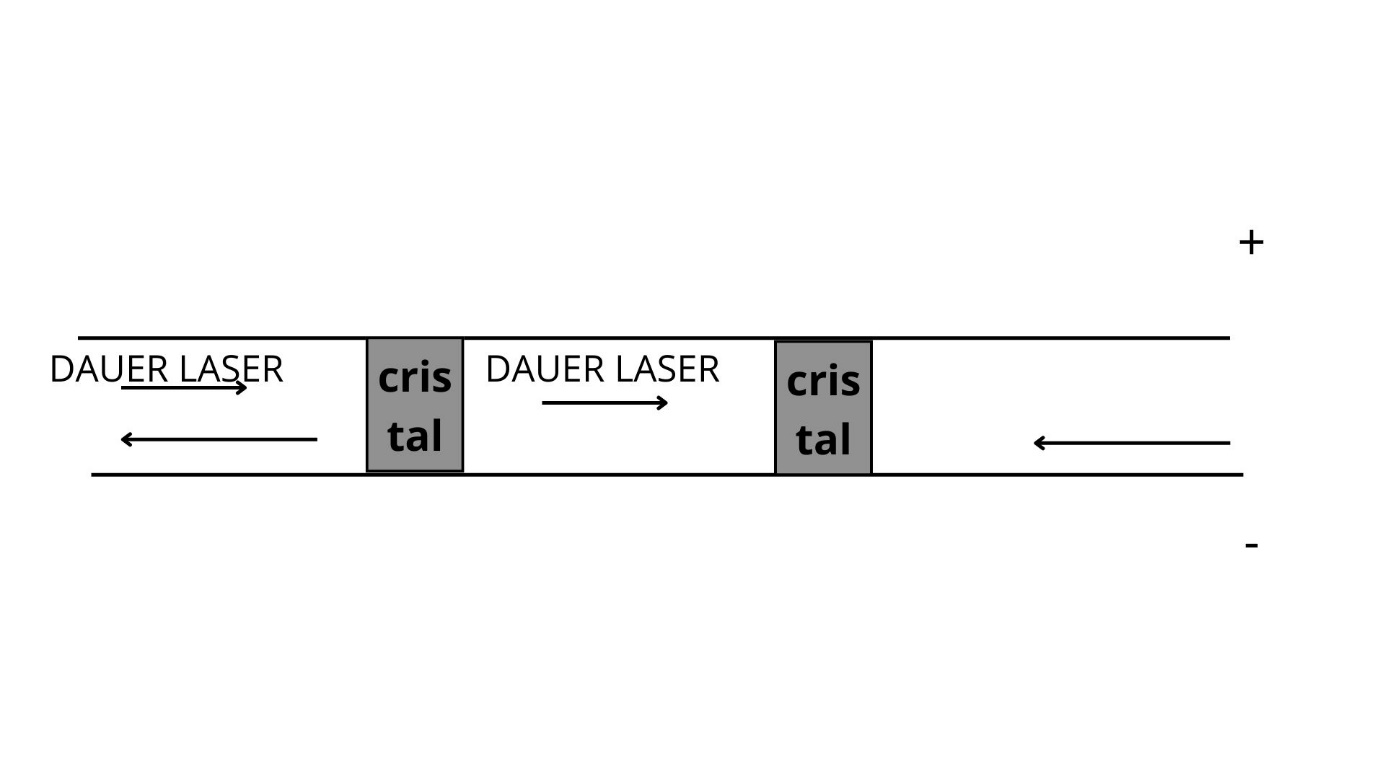 +
DAUER LASER
cris
tal
DAUER LASER
cris
tal
-